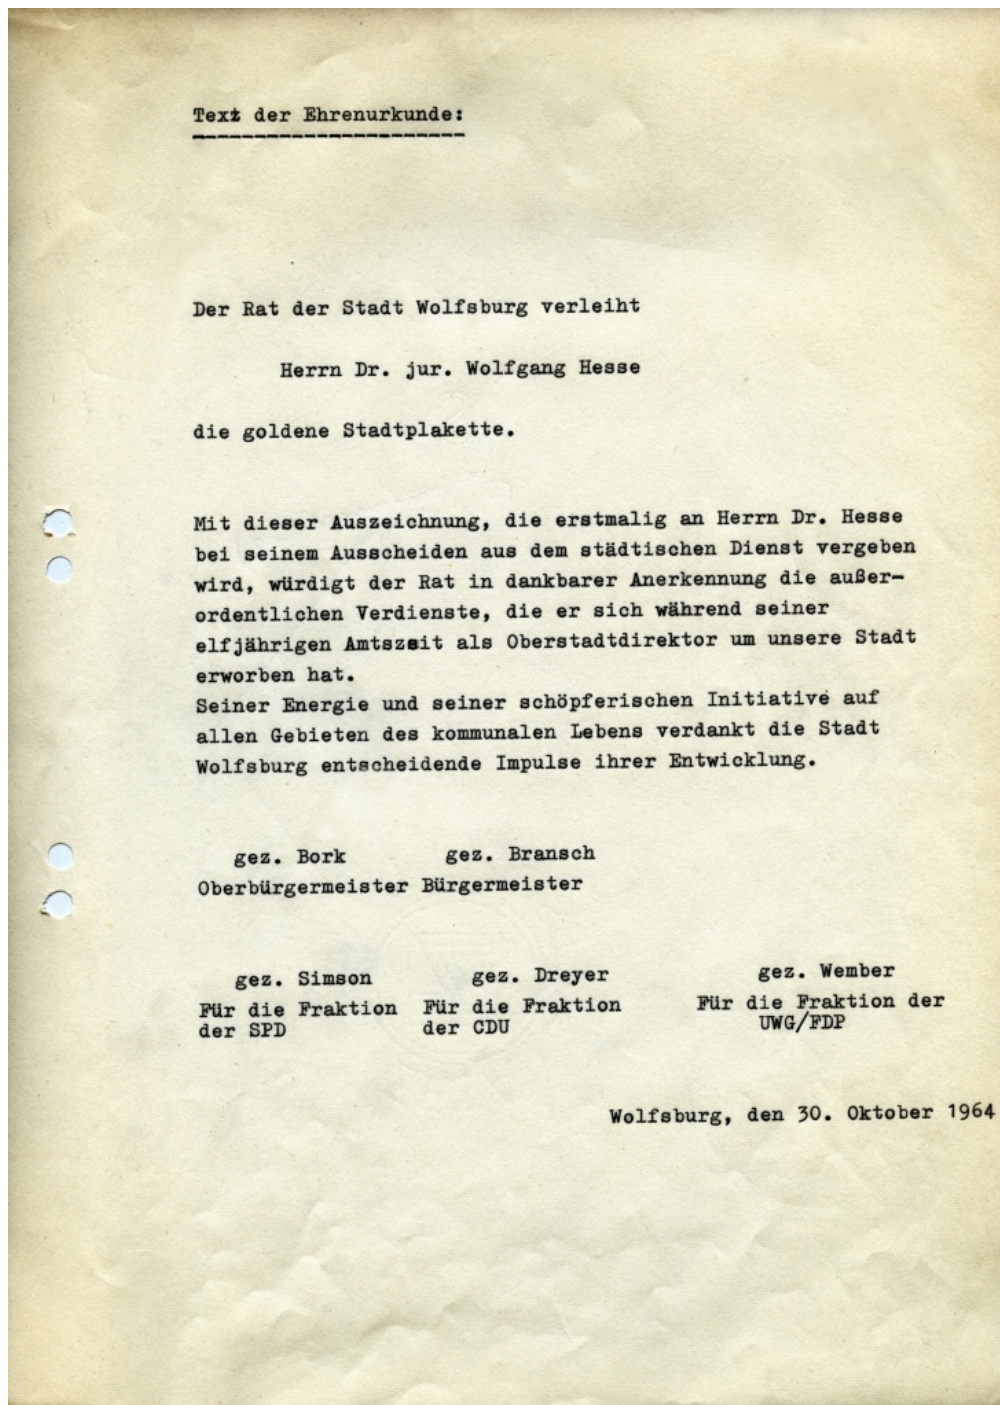 Text der Ehrenurkunde:
Der Rat der Stadt Wolfsburg verleiht
Herrn Dr. jur. Wolfgang Hesse
die goldene Stadtplakette.
Mit dieser Auszeichnung, die erstmalig an Herrn Dr. Hesse
bei seinem Ausscheiden aus dem städtischen Dienst vergeben
wird, würdigt der Rat in dankbarer Anerkennung die außer-
ordentlichen Verdienste, die er sich während seiner
elfjährigen Amtszeit als Oberstadtdirektor um unsere Stadt
erworben hat.
Seiner Energie und seiner schöpferischen Initiative auf
allen Gebieten des kommunalen Lebens verdankt die Stadt
Wolfsburg entscheidende Impulse ihrer Entwicklung.
gez. Bork gez. Bransch
Oberbürgermeister Bürgermeister
gez. Simson gez. Dreyer gez. Wember
Für die Fraktion Für die Fraktion Für die Fraktion der
der SPD der CDU UWG/FDP
Wolfsburg, den 30. Oktober 1964